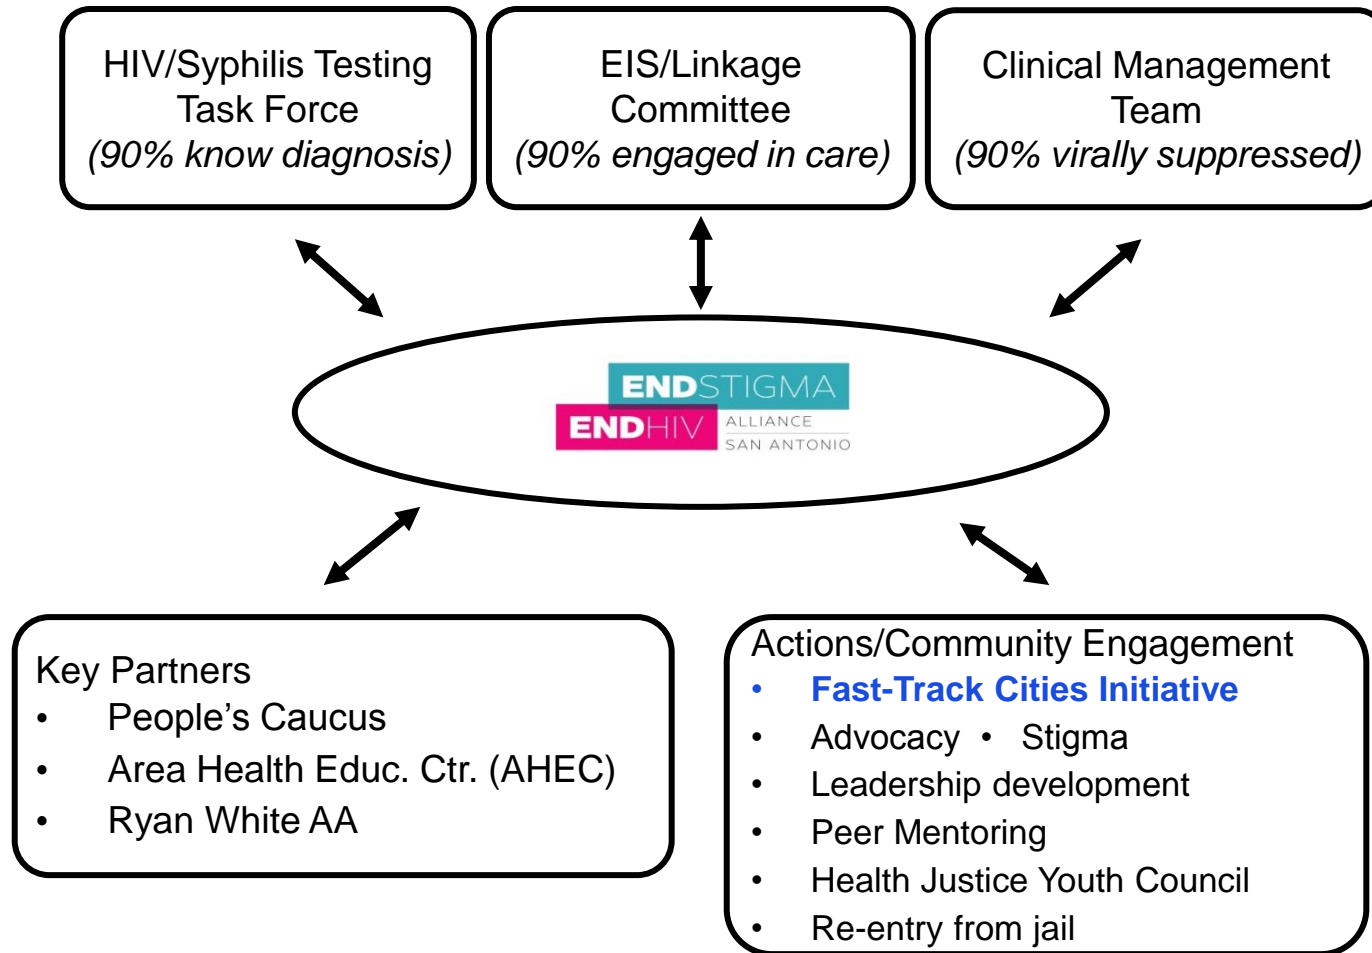 HIV/Syphilis Testing
Task Force
(90% know diagnosis)
EIS/Linkage
Committee
(90% engaged in care)
Clinical Management
Team
(90% virally suppressed)
ENDSTIGMA
ENDHIV ALLIANCE
SAN ANTONIO
Key Partners
• People’s Caucus
• Area Health Educ. Ctr. (AHEC)
• Ryan White AA
Actions/Community Engagement
• Fast-Track Cities Initiative
• Advocacy • Stigma
• Leadership development
• Peer Mentoring
• Health Justice Youth Council
• Re-entry from jail